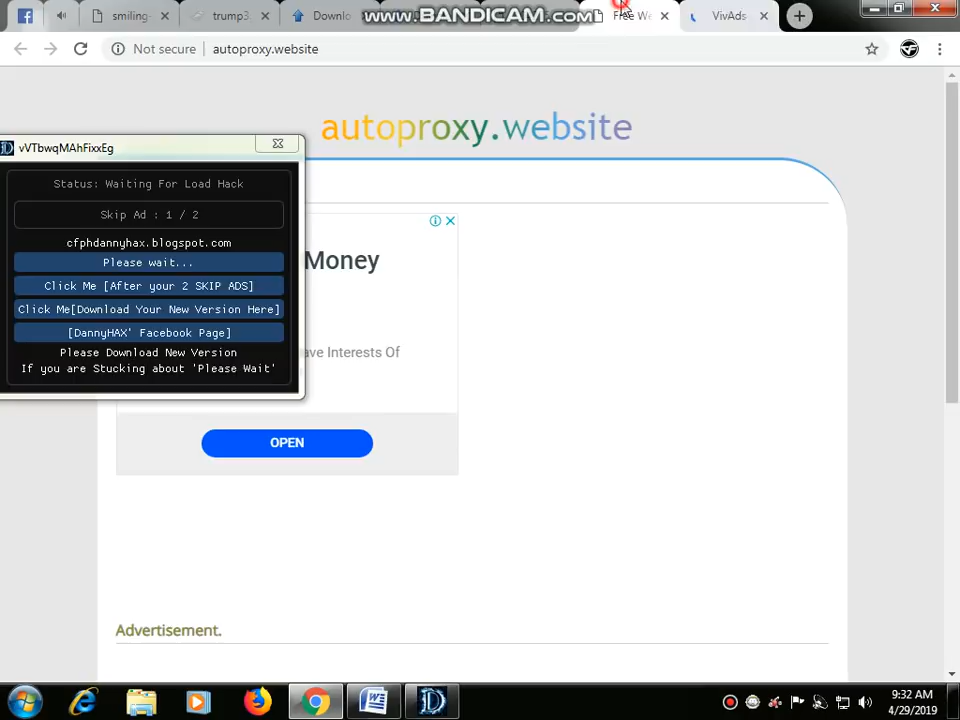 smiling-
trump3
Downlo
www.BANDICAM.com
Free We
VivAds
Not secure
autoproxy.website
autoproxy.website
vVTbwqMAhFixxEg
Status: Waiting For Load Hack
Skip Ad : 1 / 2
cfphdannyhax.blogspot.com
Please wait...
Click Me [After your 2 SKIP ADS]
Click Me[Download Your New Version Here]
[DannyHAX' Facebook Page]
Please Download New Version
If you are Stucking about 'Please Wait'
Money
ave Interests Of
OPEN
Advertisement.
9:32 AM
4/29/2019